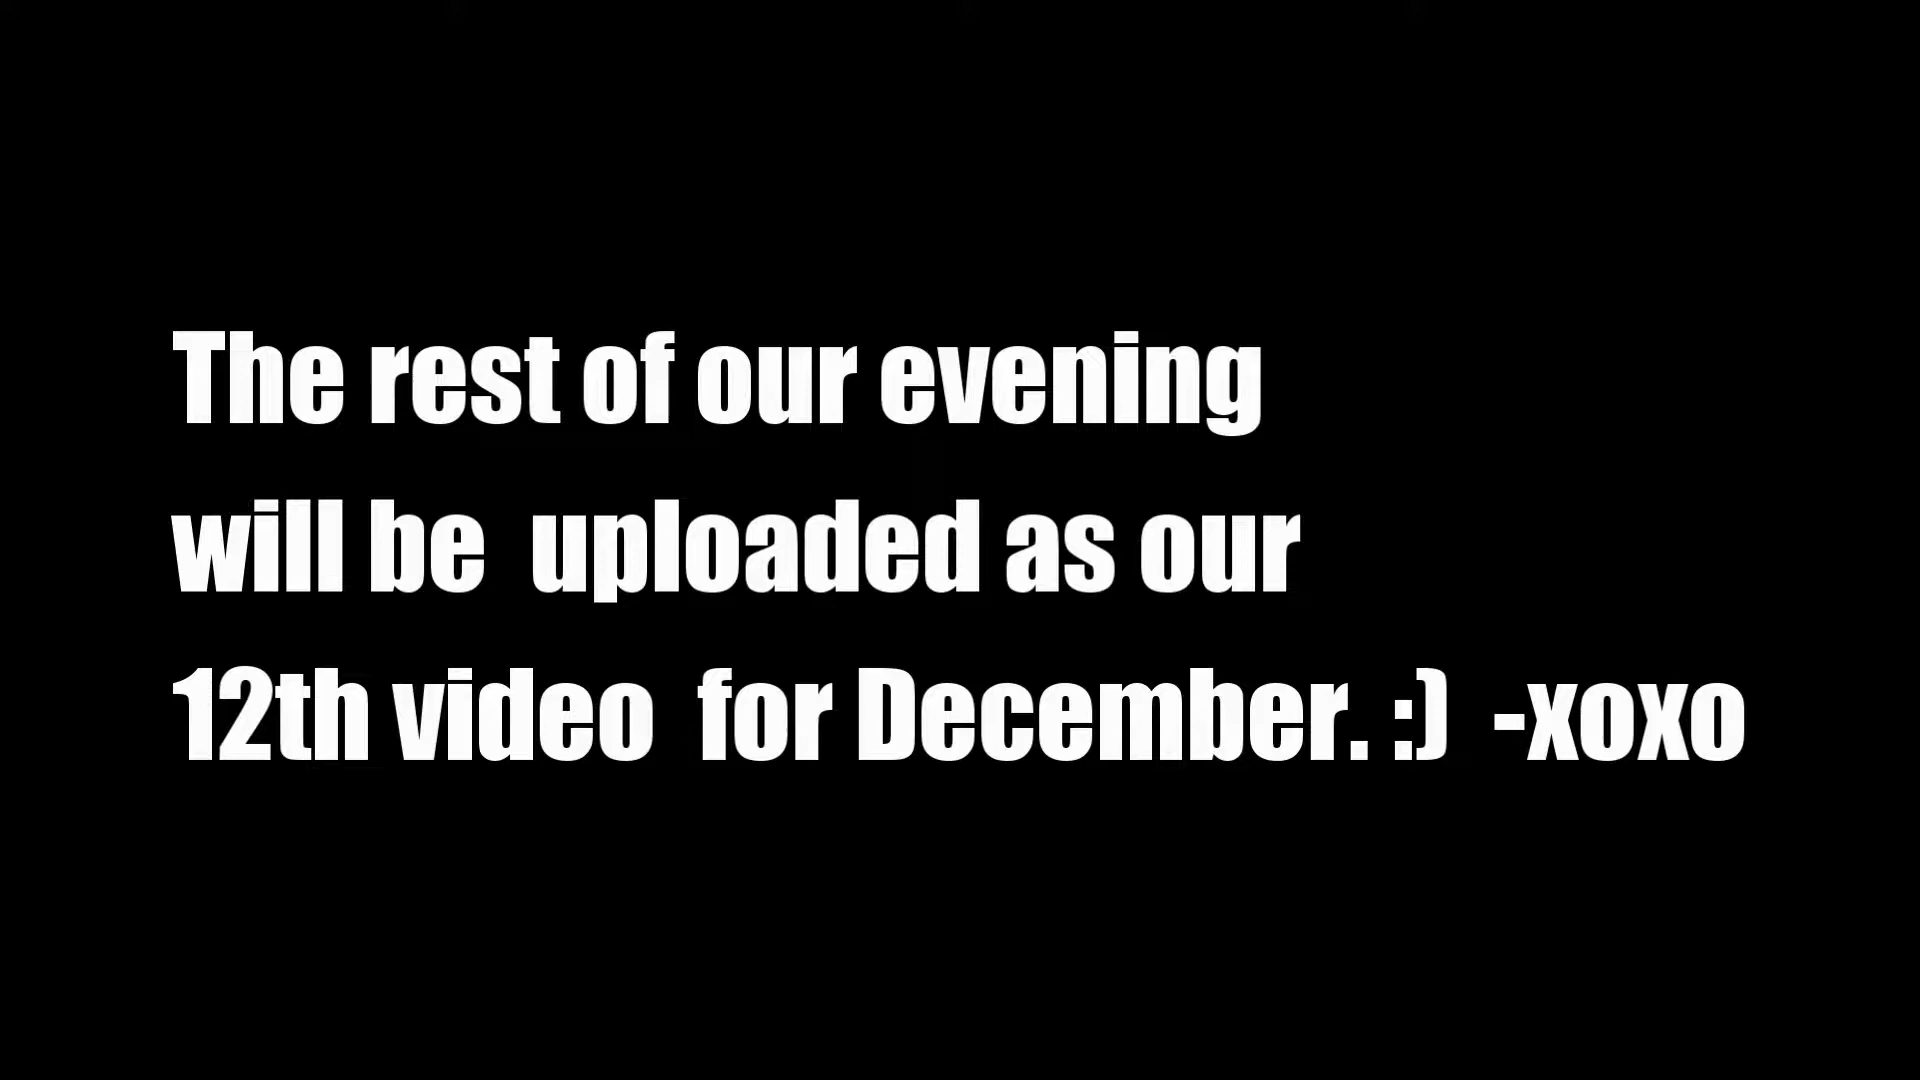 The rest of our evening
will be  uploaded as our
12th video  for December. :)  -xoxo